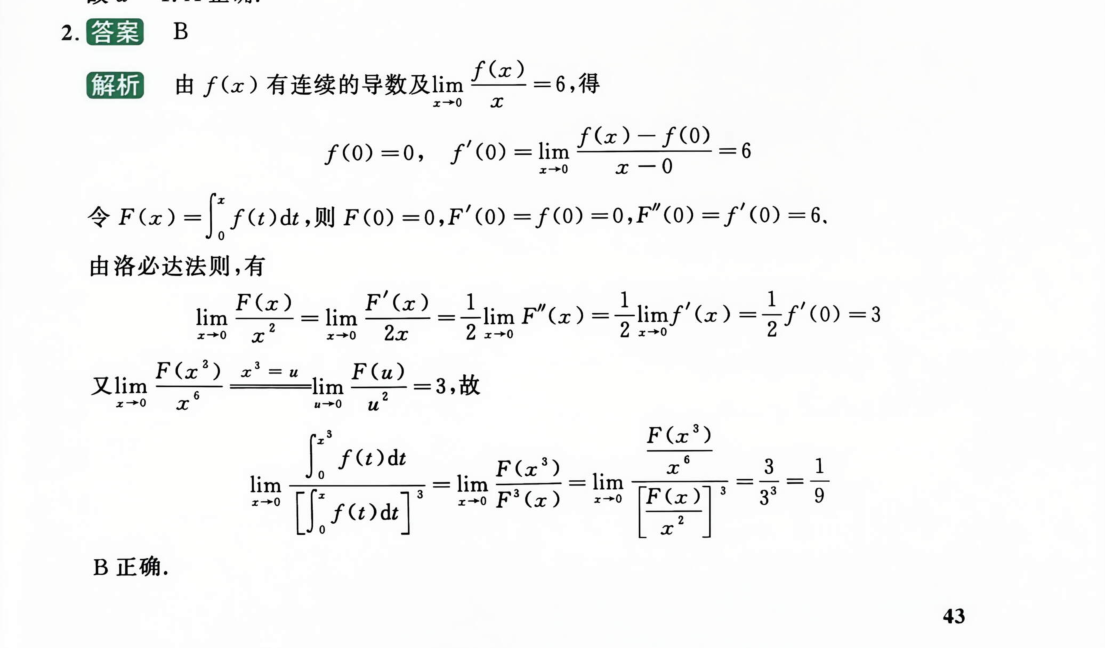 2. 答案 B
解析 由 f(x) 有连续的导数及 lim_{x→0} f(x)/x = 6,得
f(0)=0, f′(0)=lim_{x→0} (f(x)−f(0))/(x−0) = 6
令 F(x)=∫_0^x f(t)dt,则 F(0)=0,F′(0)=f(0)=0,F″(0)=f′(0)=6.
由洛必达法则,有
lim_{x→0} F(x)/x² = lim_{x→0} F′(x)/2x = 1/2 lim_{x→0} F″(x) = 1/2 lim_{x→0} f′(x) = 1/2 f′(0) = 3
又 lim_{x→0} F(x³)/x⁶ =(x³=u)= lim_{u→0} F(u)/u² = 3,故
lim_{x→0} ∫_0^{x³} f(t)dt / [∫_0^x f(t)dt]³ = lim_{x→0} F(x³)/F³(x) = lim_{x→0} (F(x³)/x⁶) / [F(x)/x²]³ = 3/3³ = 1/9
B 正确.
43